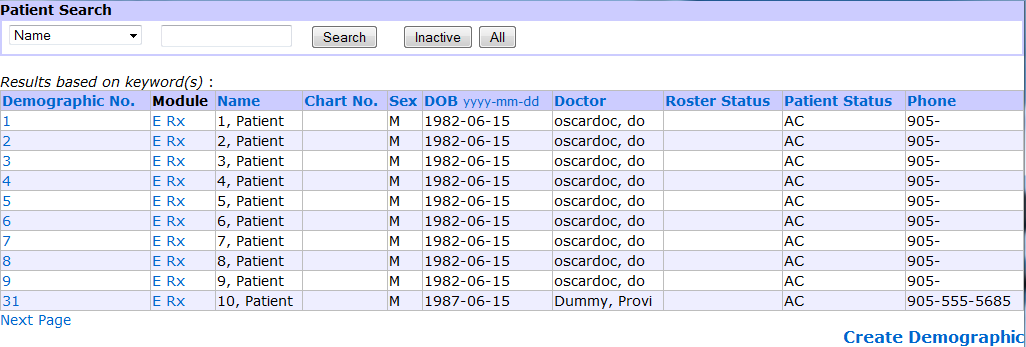 Patient Search
Name Search Inactive All
Results based on keyword(s) :
Demographic No. Module Name Chart No. Sex DOB yyyy-mm-dd Doctor Roster Status Patient Status Phone
1 E Rx 1, Patient M 1982-06-15 oscardoc, do AC 905-
2 E Rx 2, Patient M 1982-06-15 oscardoc, do AC 905-
3 E Rx 3, Patient M 1982-06-15 oscardoc, do AC 905-
4 E Rx 4, Patient M 1982-06-15 oscardoc, do AC 905-
5 E Rx 5, Patient M 1982-06-15 oscardoc, do AC 905-
6 E Rx 6, Patient M 1982-06-15 oscardoc, do AC 905-
7 E Rx 7, Patient M 1982-06-15 oscardoc, do AC 905-
8 E Rx 8, Patient M 1982-06-15 oscardoc, do AC 905-
9 E Rx 9, Patient M 1982-06-15 oscardoc, do AC 905-
31 E Rx 10, Patient M 1987-06-15 Dummy, Provi AC 905-555-5685
Next Page
Create Demographic